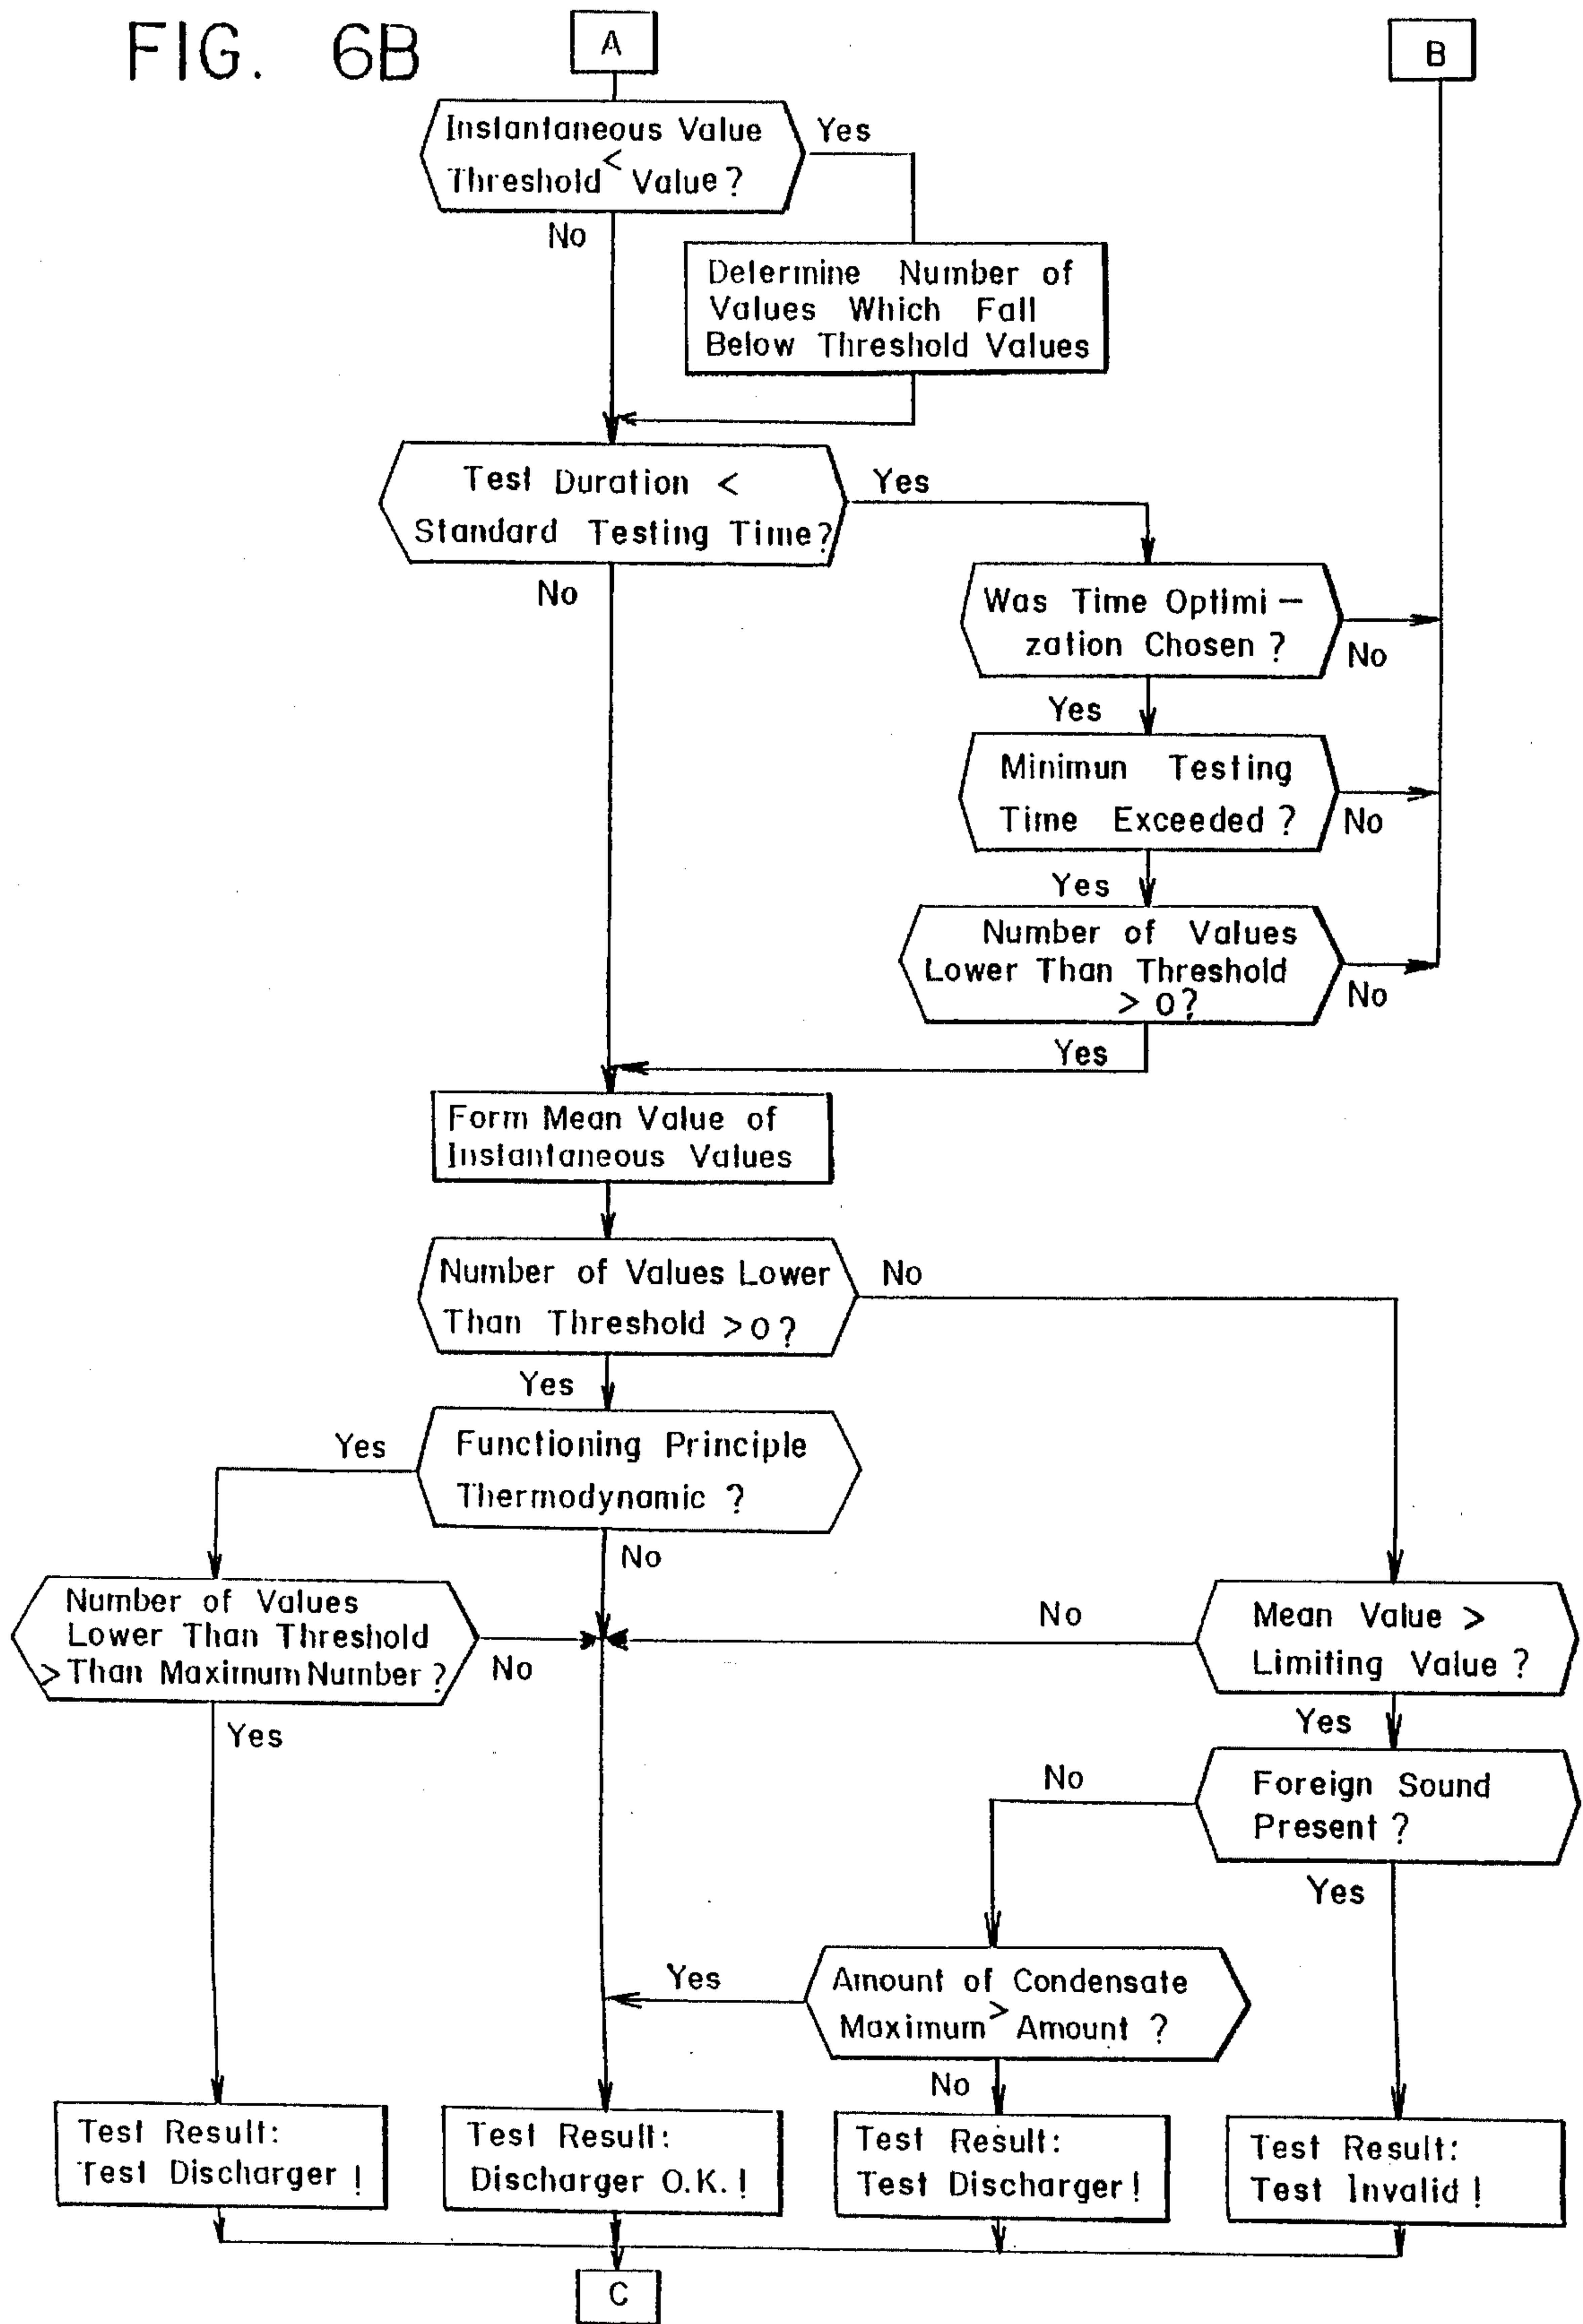 FIG. 6B
A
B
Instantaneous Value
<
Threshold Value?
Yes
No
Determine Number of
Values Which Fall
Below Threshold Values
Test Duration <
Standard Testing Time?
Yes
No
Was Time Optimi-
zation Chosen?
No
Yes
Minimun Testing
Time Exceeded?
No
Yes
Number of Values
Lower Than Threshold
> 0?
No
Yes
Form Mean Value of
Instantaneous Values
Number of Values Lower
Than Threshold >0?
No
Yes
Functioning Principle
Thermodynamic ?
Yes
No
Number of Values
Lower Than Threshold
> Than Maximum Number?
No
Yes
Mean Value >
Limiting Value ?
No
Yes
Foreign Sound
Present ?
No
Yes
Amount of Condensate
>
Maximum Amount ?
Yes
No
Test Result:
Test Discharger !
Test Result:
Discharger O.K. !
Test Result:
Test Discharger !
Test Result:
Test Invalid !
C